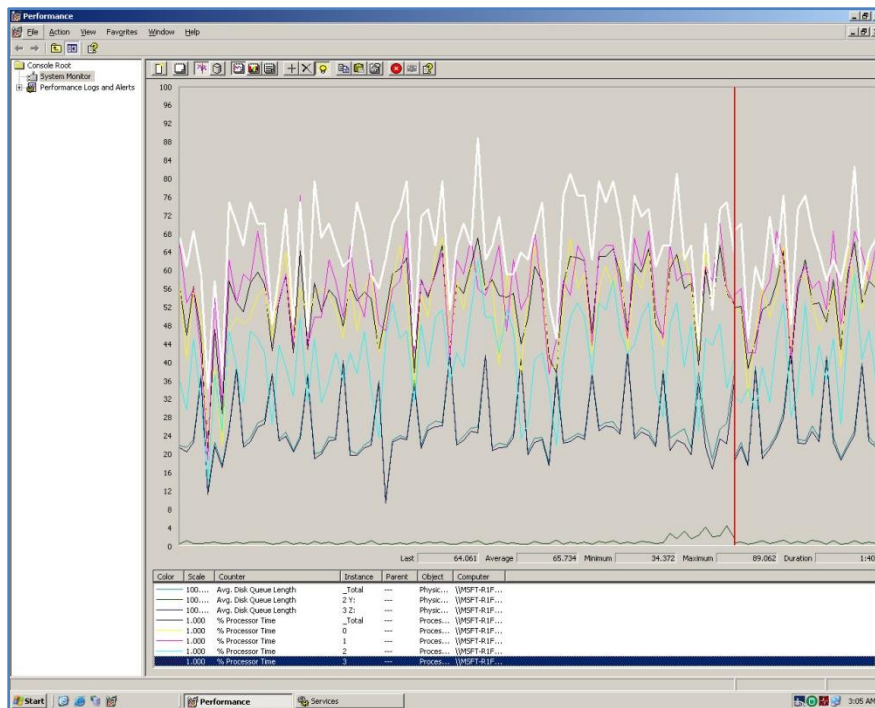 Performance
File Action View Favorites Window Help
Console Root
System Monitor
Performance Logs and Alerts
100
96
92
88
84
80
76
72
68
64
60
56
52
48
44
40
36
32
28
24
20
16
12
8
4
0
Last 64.061 Average 65.734 Minimum 34.372 Maximum 89.062 Duration 1:40
Color Scale Counter Instance Parent Object Computer
100.... Avg. Disk Queue Length _Total --- Physic... \\MSFT-R1F...
100.... Avg. Disk Queue Length 2 Y: --- Physic... \\MSFT-R1F...
100.... Avg. Disk Queue Length 3 Z: --- Physic... \\MSFT-R1F...
1.000 % Processor Time _Total --- Proces... \\MSFT-R1F...
1.000 % Processor Time 0 --- Proces... \\MSFT-R1F...
1.000 % Processor Time 1 --- Proces... \\MSFT-R1F...
1.000 % Processor Time 2 --- Proces... \\MSFT-R1F...
1.000 % Processor Time 3 --- Proces... \\MSFT-R1F...
Start Performance Services 3:05 AM